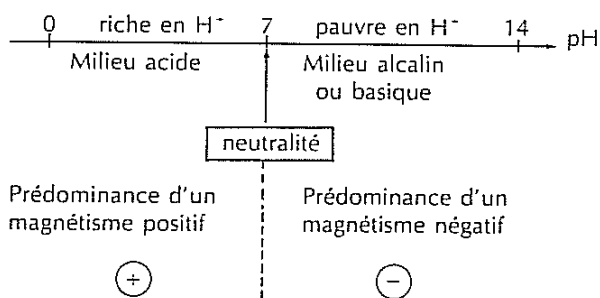 0 riche en H⁺ 7 pauvre en H⁺ 14
pH
Milieu acide Milieu alcalin
ou basique
neutralité
Prédominance d'un Prédominance d'un
magnétisme positif magnétisme négatif
+ −